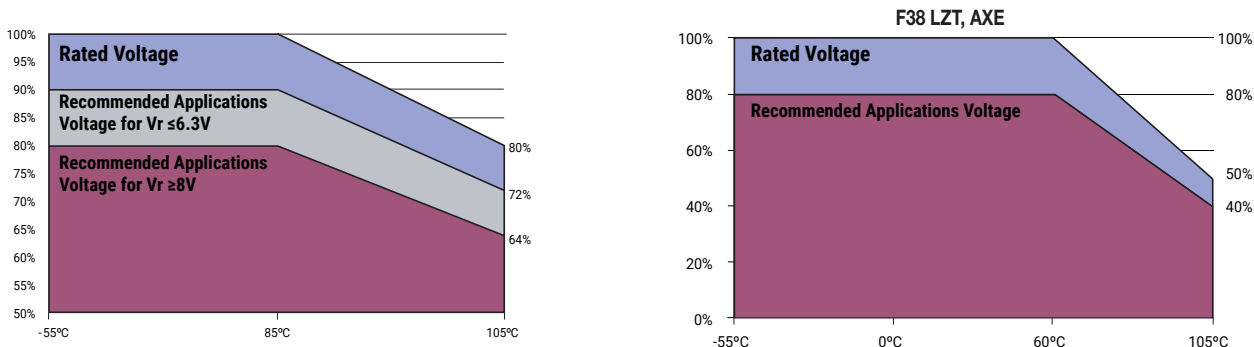 100%
95%
90%
85%
80%
75%
70%
65%
60%
55%
50%
Rated Voltage
Recommended Applications
Voltage for Vr ≤6.3V
Recommended Applications
Voltage for Vr ≥8V
80%
72%
64%
-55ºC
85ºC
105ºC
F38 LZT, AXE
100%
80%
60%
40%
20%
0%
Rated Voltage
Recommended Applications Voltage
100%
80%
50%
40%
-55ºC
0ºC
60ºC
105ºC